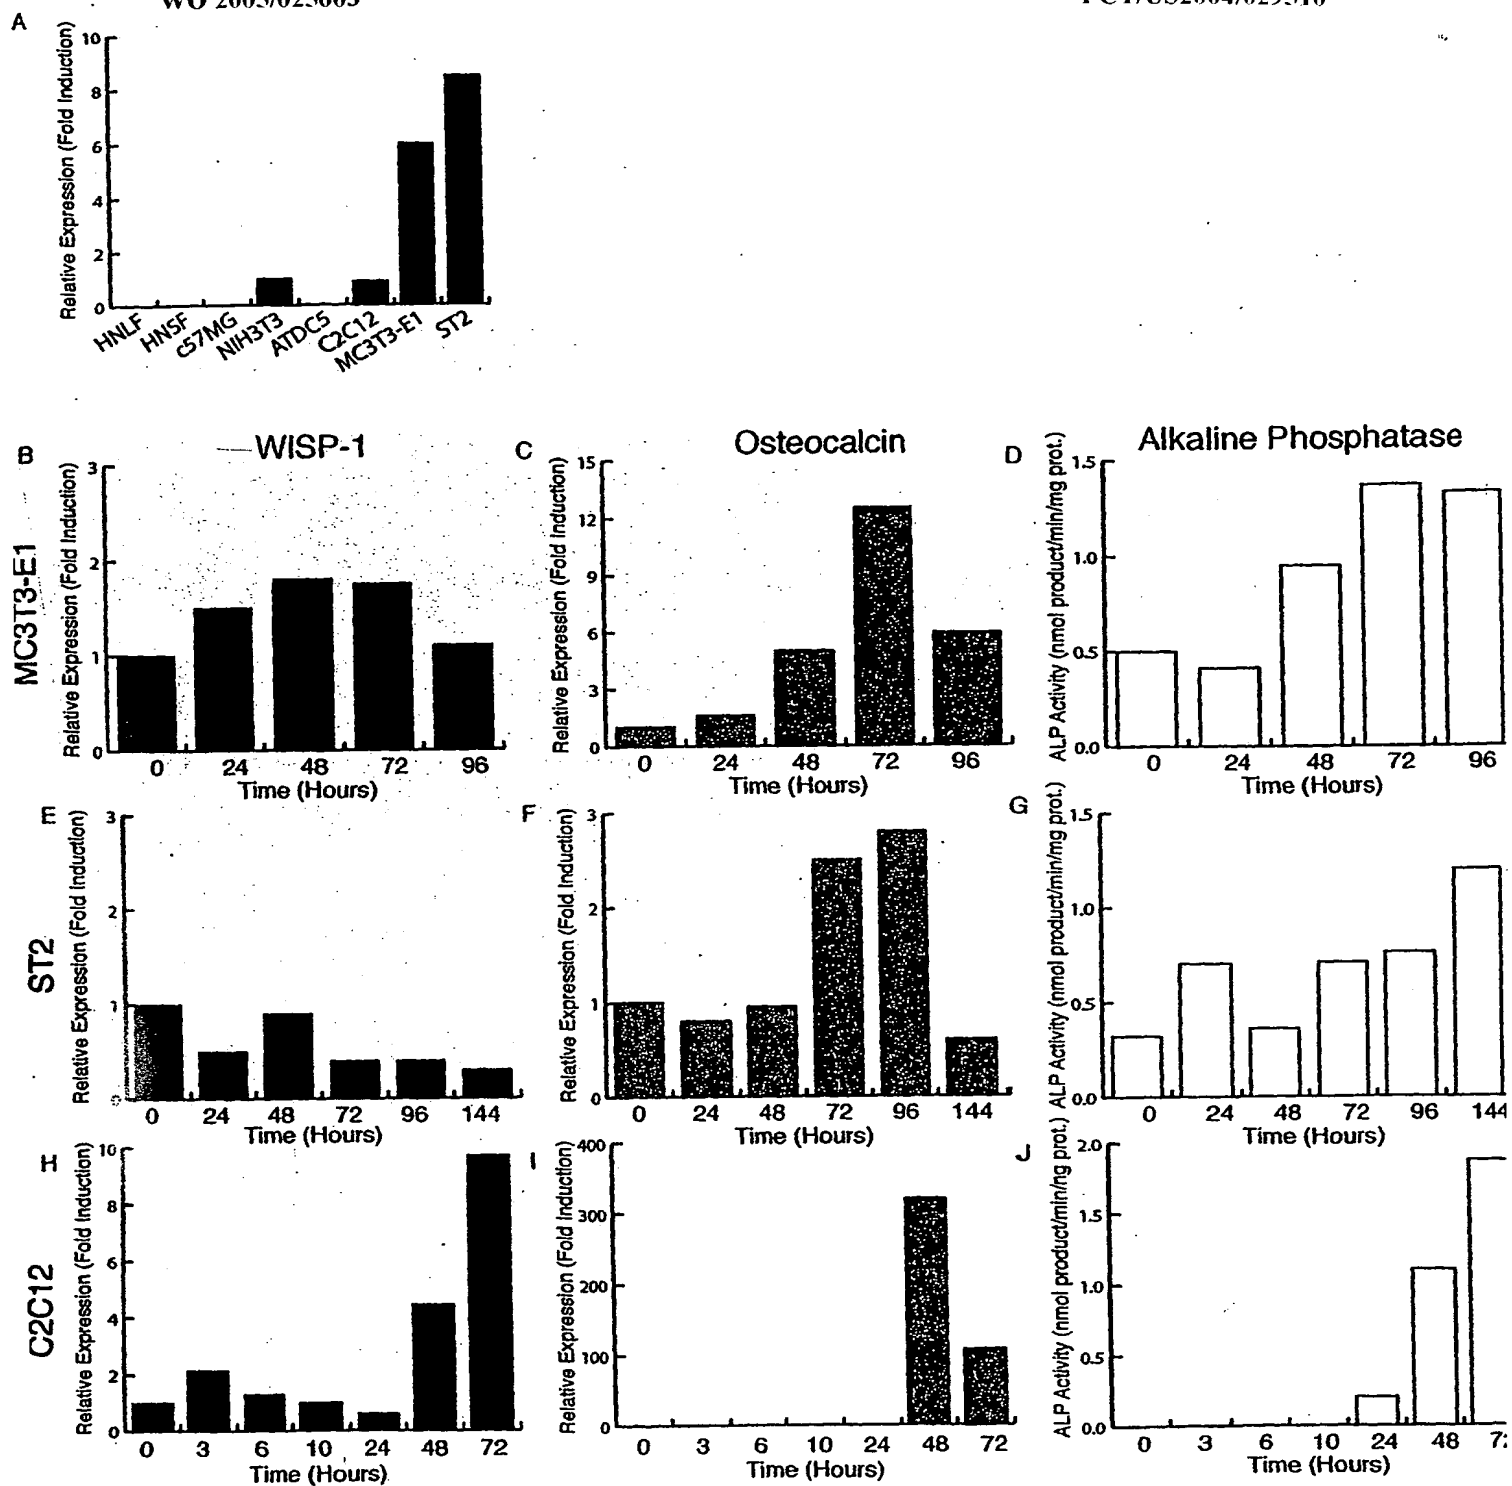 A
Relative Expression (Fold Induction)
10
8
6
4
2
0
HNLF
HNSF
c57MG
NIH3T3
ATDC5
C2C12
MC3T3-E1
ST2
WISP-1
Osteocalcin
Alkaline Phosphatase
MC3T3-E1
B
Relative Expression (Fold Induction)
3
2
1
0
0 24 48 72 96
Time (Hours)
C
Relative Expression (Fold Induction)
15
12
9
6
3
0
0 24 48 72 96
Time (Hours)
D
ALP Activity (nmol product/min/mg prot.)
1.5
1.0
0.5
0.0
0 24 48 72 96
Time (Hours)
ST2
E
Relative Expression (Fold Induction)
3
2
1
0
0 24 48 72 96 144
Time (Hours)
F
Relative Expression (Fold Induction)
3
2
1
0
0 24 48 72 96 144
Time (Hours)
G
ALP Activity (nmol product/min/mg prot.)
1.5
1.0
0.5
0.0
0 24 48 72 96 144
Time (Hours)
C2C12
H
Relative Expression (Fold Induction)
10
8
6
4
2
0
0 3 6 10 24 48 72
Time (Hours)
I
Relative Expression (Fold Induction)
400
300
200
100
0
0 3 6 10 24 48 72
Time (Hours)
J
ALP Activity (nmol product/min/ng prot.)
2.0
1.5
1.0
0.5
0.0
0 3 6 10 24 48
Time (Hours)